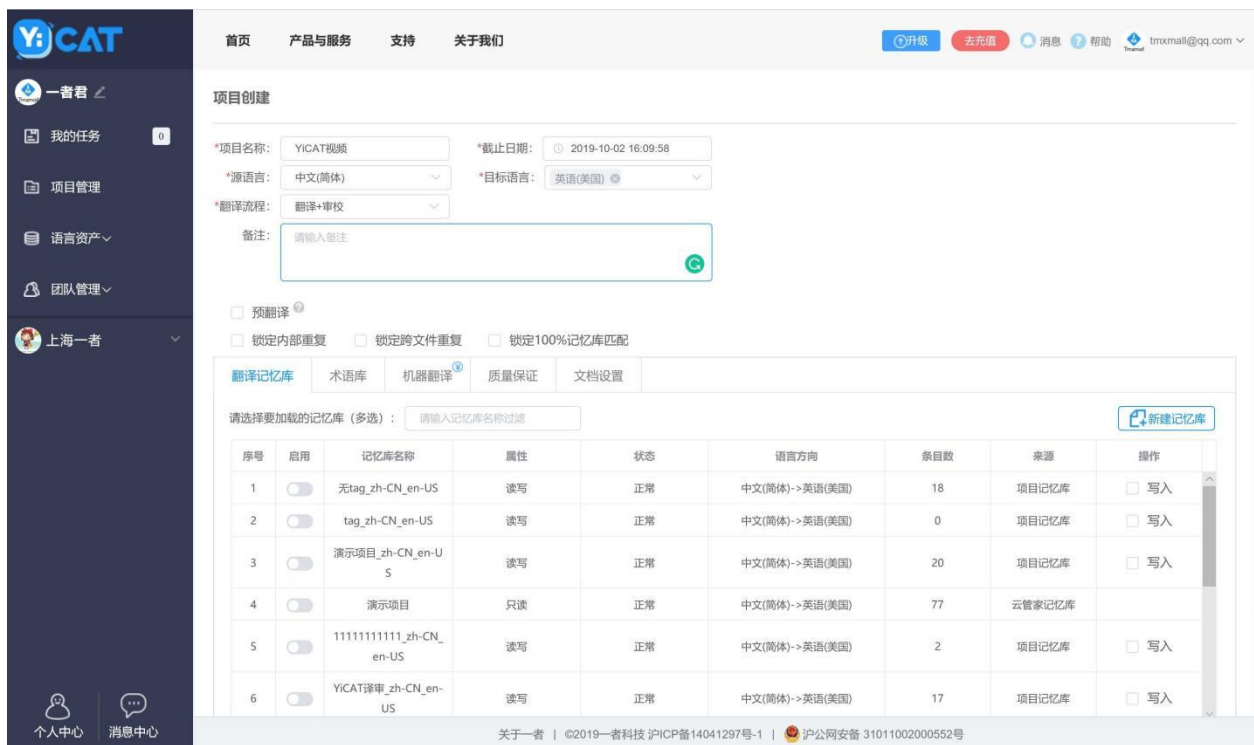 YiCAT
首页 产品与服务 支持 关于我们 升级 去充值 消息 帮助 Tmxmall tmxmall@qq.com
一者君
我的任务 0
项目管理
语言资产
团队管理
上海一者
个人中心 消息中心
项目创建
*项目名称: YiCAT视频 *截止日期: 2019-10-02 16:09:58
*源语言: 中文(简体) *目标语言: 英语(美国)
*翻译流程: 翻译+审校
备注: 请输入备注
预翻译
锁定内部重复 锁定跨文件重复 锁定100%记忆库匹配
翻译记忆库 术语库 机器翻译 质量保证 文档设置
请选择要加载的记忆库(多选): 请输入记忆库名称过滤 新建记忆库
序号 启用 记忆库名称 属性 状态 语言方向 条目数 来源 操作
1 无tag_zh-CN_en-US 读写 正常 中文(简体)->英语(美国) 18 项目记忆库 写入
2 tag_zh-CN_en-US 读写 正常 中文(简体)->英语(美国) 0 项目记忆库 写入
3 演示项目_zh-CN_en-U
S 读写 正常 中文(简体)->英语(美国) 20 项目记忆库 写入
4 演示项目 只读 正常 中文(简体)->英语(美国) 77 云管家记忆库
5 11111111111_zh-CN_
en-US 读写 正常 中文(简体)->英语(美国) 2 项目记忆库 写入
6 YiCAT译审_zh-CN_en-
US 读写 正常 中文(简体)->英语(美国) 17 项目记忆库 写入
关于一者 | ©2019一者科技 沪ICP备14041297号-1 | 沪公网安备 31011002000552号